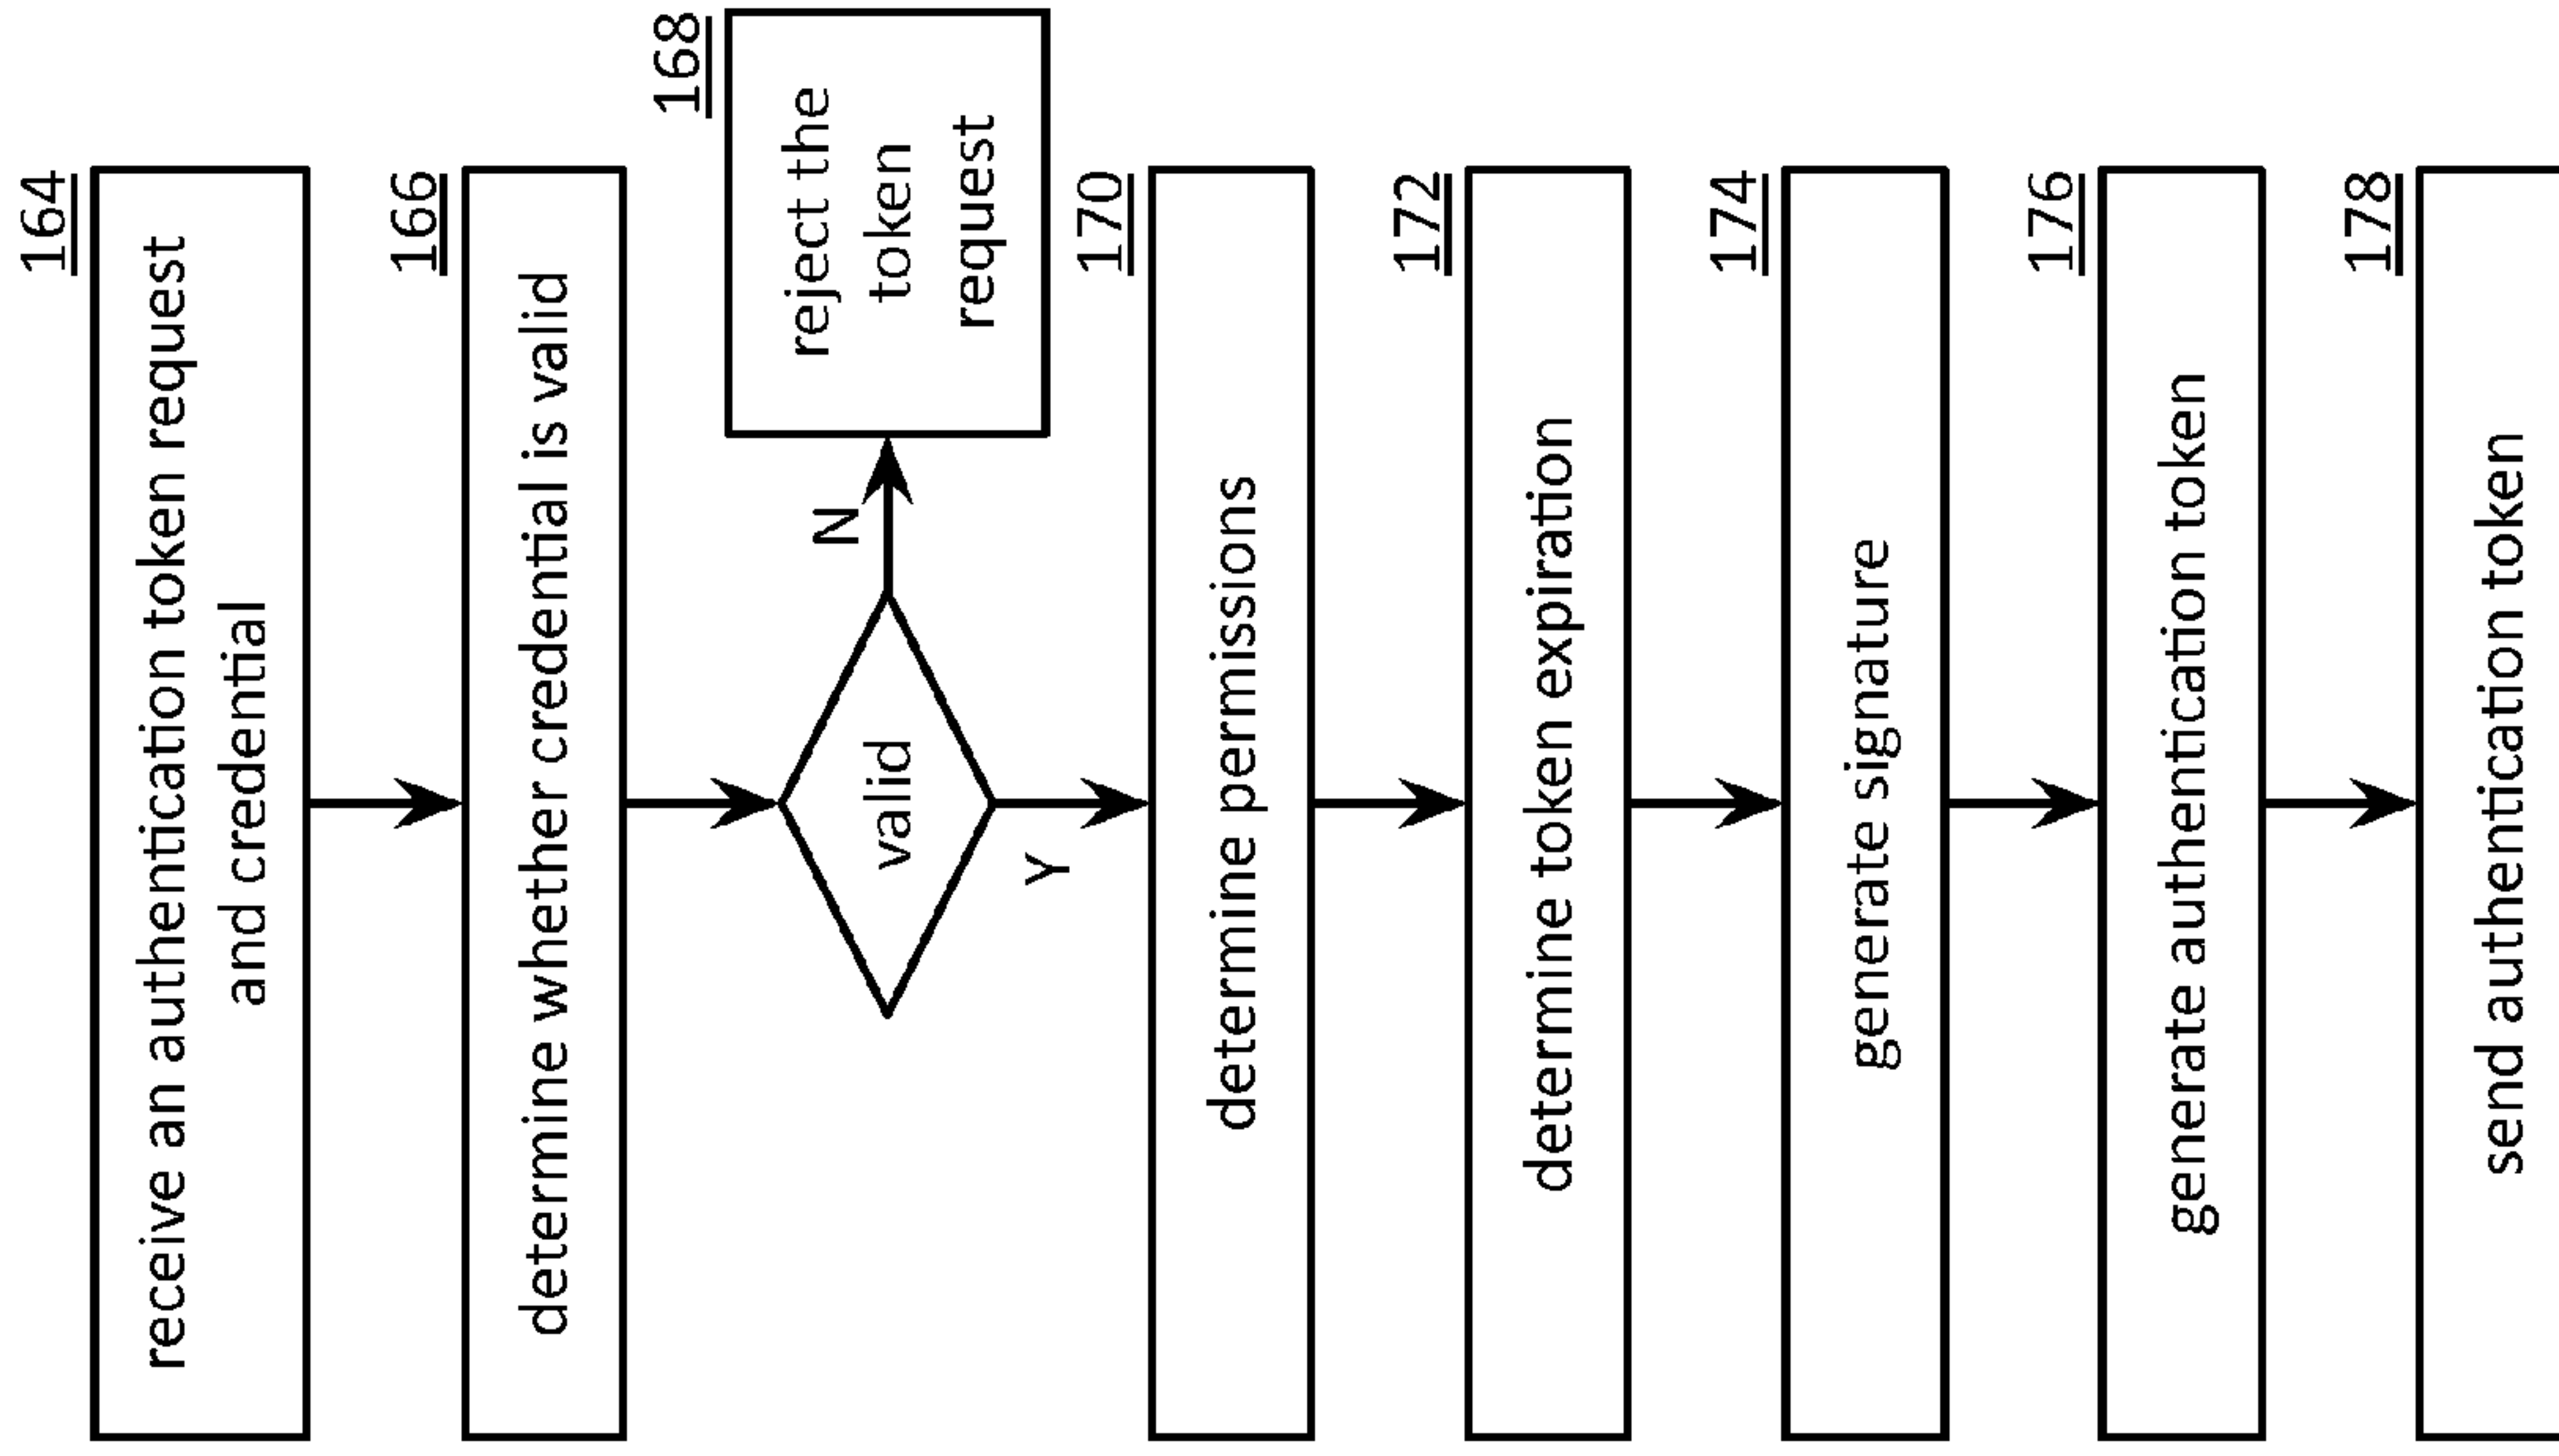 164
receive an authentication token request
and credential
166
determine whether credential is valid
168
reject the
token
request
N
valid
Y
170
determine permissions
172
determine token expiration
174
generate signature
176
generate authentication token
178
send authentication token